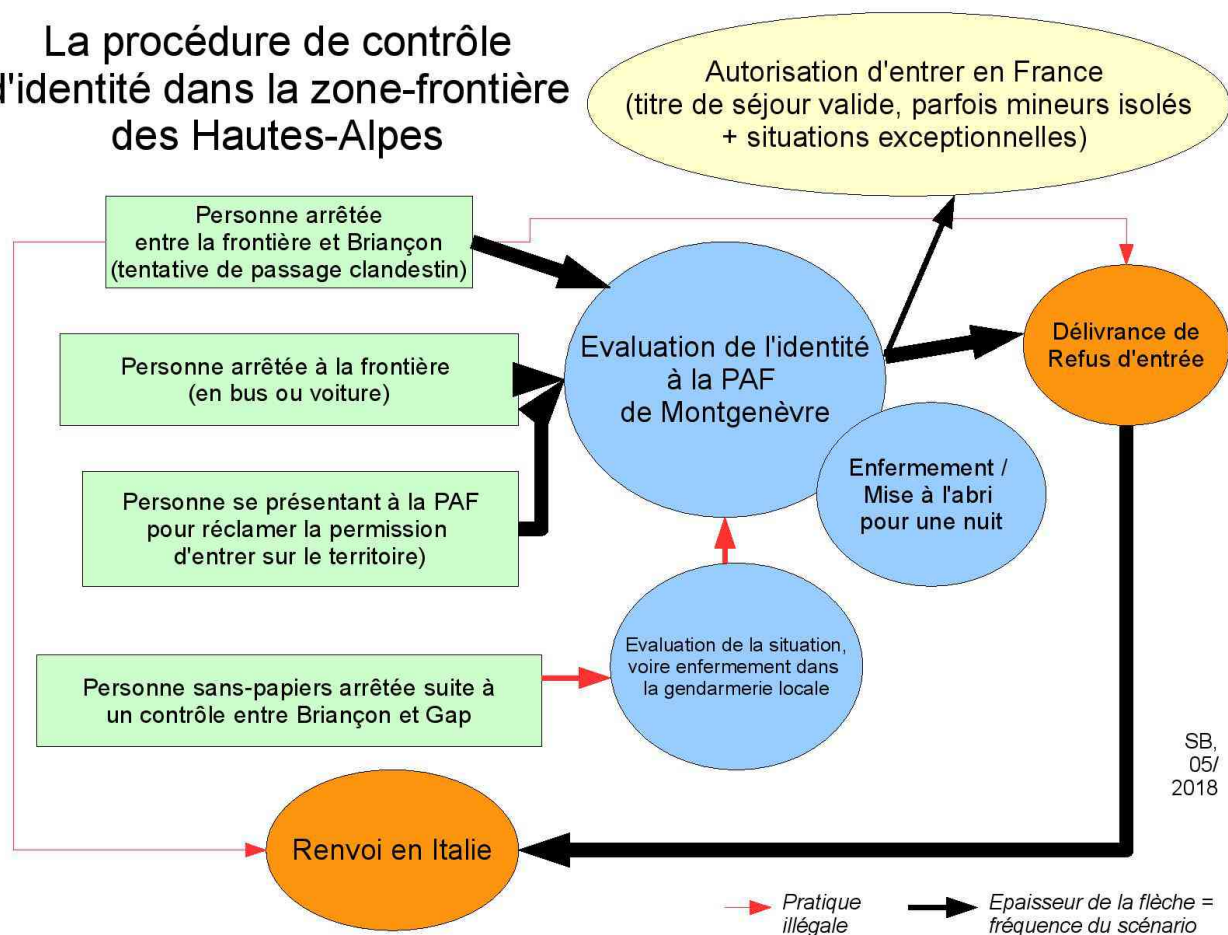 La procédure de contrôle
d'identité dans la zone-frontière
des Hautes-Alpes
Autorisation d'entrer en France
(titre de séjour valide, parfois mineurs isolés
+ situations exceptionnelles)
Personne arrêtée
entre la frontière et Briançon
(tentative de passage clandestin)
Personne arrêtée à la frontière
(en bus ou voiture)
Evaluation de l'identité
à la PAF
de Montgenèvre
Délivrance de
Refus d'entrée
Personne se présentant à la PAF
pour réclamer la permission
d'entrer sur le territoire)
Enfermement /
Mise à l'abri
pour une nuit
Personne sans-papiers arrêtée suite à
un contrôle entre Briançon et Gap
Evaluation de la situation,
voire enfermement dans
la gendarmerie locale
SB,
05/
2018
Renvoi en Italie
Pratique
illégale
Epaisseur de la flèche =
fréquence du scénario